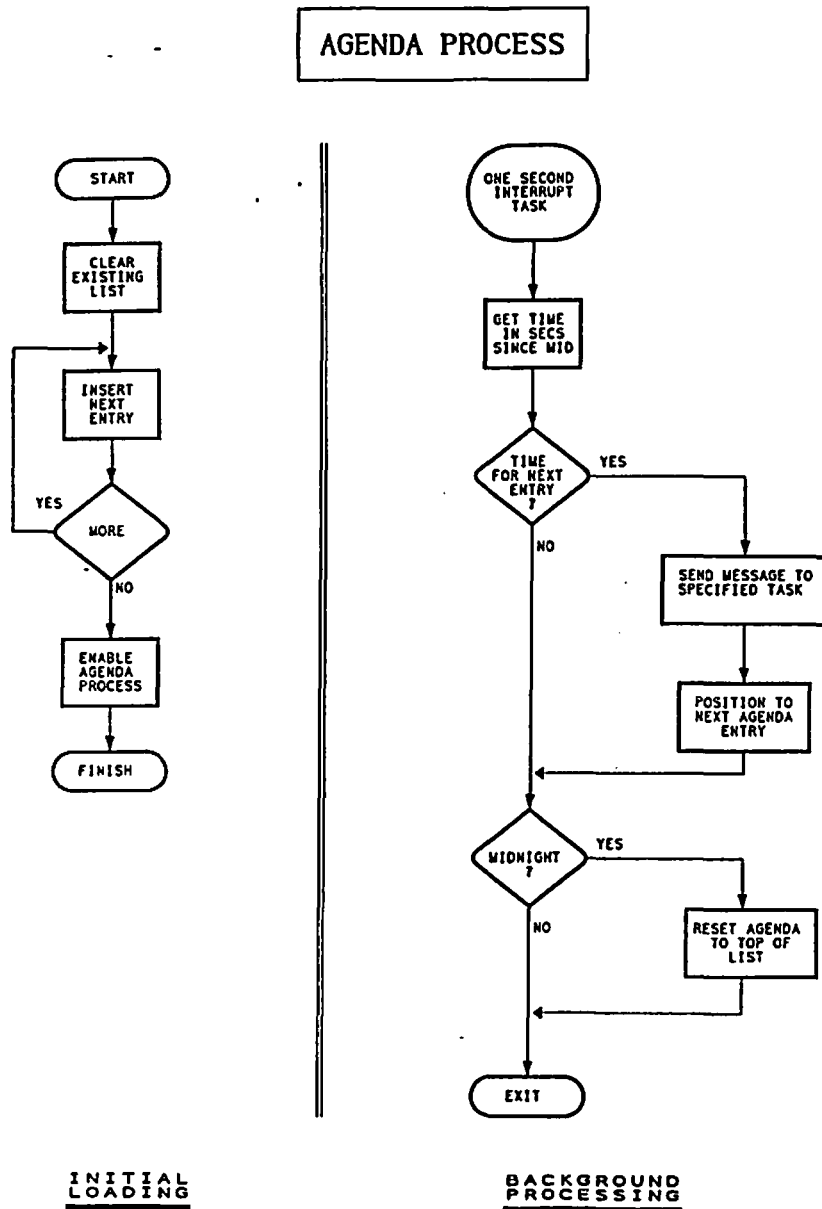 AGENDA PROCESS
START
CLEAR
EXISTING
LIST
INSERT
NEXT
ENTRY
YES
MORE
NO
ENABLE
AGENDA
PROCESS
FINISH
INITIAL
LOADING
ONE SECOND
INTERRUPT
TASK
GET TIME
IN SECS
SINCE MID
TIME
FOR NEXT
ENTRY
?
YES
NO
SEND MESSAGE TO
SPECIFIED TASK
POSITION TO
NEXT AGENDA
ENTRY
MIDNIGHT
?
YES
NO
RESET AGENDA
TO TOP OF
LIST
EXIT
BACKGROUND
PROCESSING